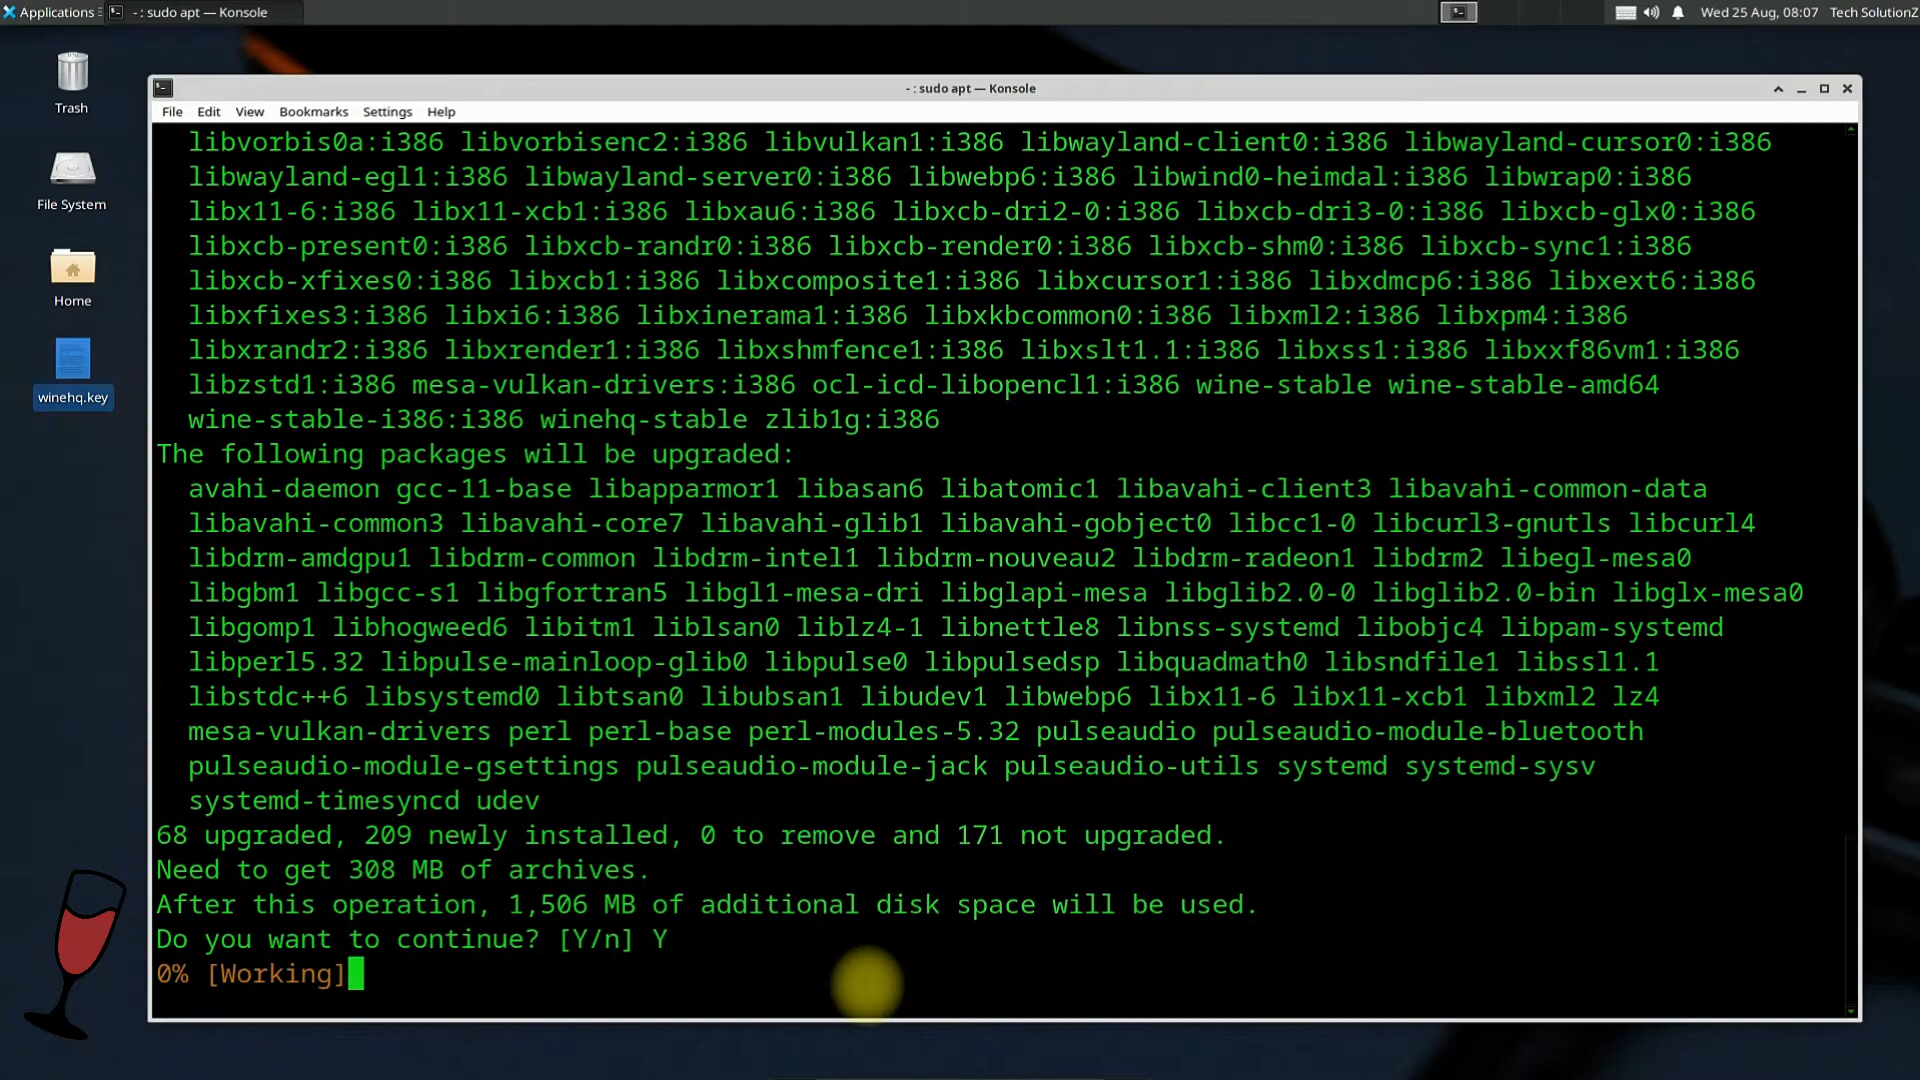 Applications
- : sudo apt — Konsole
Wed 25 Aug, 08:07
Tech SolutionZ
Trash
File System
Home
winehq.key
- : sudo apt — Konsole
File Edit View Bookmarks Settings Help
libvorbis0a:i386 libvorbisenc2:i386 libvulkan1:i386 libwayland-client0:i386 libwayland-cursor0:i386
libwayland-egl1:i386 libwayland-server0:i386 libwebp6:i386 libwind0-heimdal:i386 libwrap0:i386
libx11-6:i386 libx11-xcb1:i386 libxau6:i386 libxcb-dri2-0:i386 libxcb-dri3-0:i386 libxcb-glx0:i386
libxcb-present0:i386 libxcb-randr0:i386 libxcb-render0:i386 libxcb-shm0:i386 libxcb-sync1:i386
libxcb-xfixes0:i386 libxcb1:i386 libxcomposite1:i386 libxcursor1:i386 libxdmcp6:i386 libxext6:i386
libxfixes3:i386 libxi6:i386 libxinerama1:i386 libxkbcommon0:i386 libxml2:i386 libxpm4:i386
libxrandr2:i386 libxrender1:i386 libxshmfence1:i386 libxslt1.1:i386 libxss1:i386 libxxf86vm1:i386
libzstd1:i386 mesa-vulkan-drivers:i386 ocl-icd-libopencl1:i386 wine-stable wine-stable-amd64
wine-stable-i386:i386 winehq-stable zlib1g:i386
The following packages will be upgraded:
avahi-daemon gcc-11-base libapparmor1 libasan6 libatomic1 libavahi-client3 libavahi-common-data
libavahi-common3 libavahi-core7 libavahi-glib1 libavahi-gobject0 libcc1-0 libcurl3-gnutls libcurl4
libdrm-amdgpu1 libdrm-common libdrm-intel1 libdrm-nouveau2 libdrm-radeon1 libdrm2 libegl-mesa0
libgbm1 libgcc-s1 libgfortran5 libgl1-mesa-dri libglapi-mesa libglib2.0-0 libglib2.0-bin libglx-mesa0
libgomp1 libhogweed6 libitm1 liblsan0 liblz4-1 libnettle8 libnss-systemd libobjc4 libpam-systemd
libperl5.32 libpulse-mainloop-glib0 libpulse0 libpulsedsp libquadmath0 libsndfile1 libssl1.1
libstdc++6 libsystemd0 libtsan0 libubsan1 libudev1 libwebp6 libx11-6 libx11-xcb1 libxml2 lz4
mesa-vulkan-drivers perl perl-base perl-modules-5.32 pulseaudio pulseaudio-module-bluetooth
pulseaudio-module-gsettings pulseaudio-module-jack pulseaudio-utils systemd systemd-sysv
systemd-timesyncd udev
68 upgraded, 209 newly installed, 0 to remove and 171 not upgraded.
Need to get 308 MB of archives.
After this operation, 1,506 MB of additional disk space will be used.
Do you want to continue? [Y/n] Y
0% [Working]